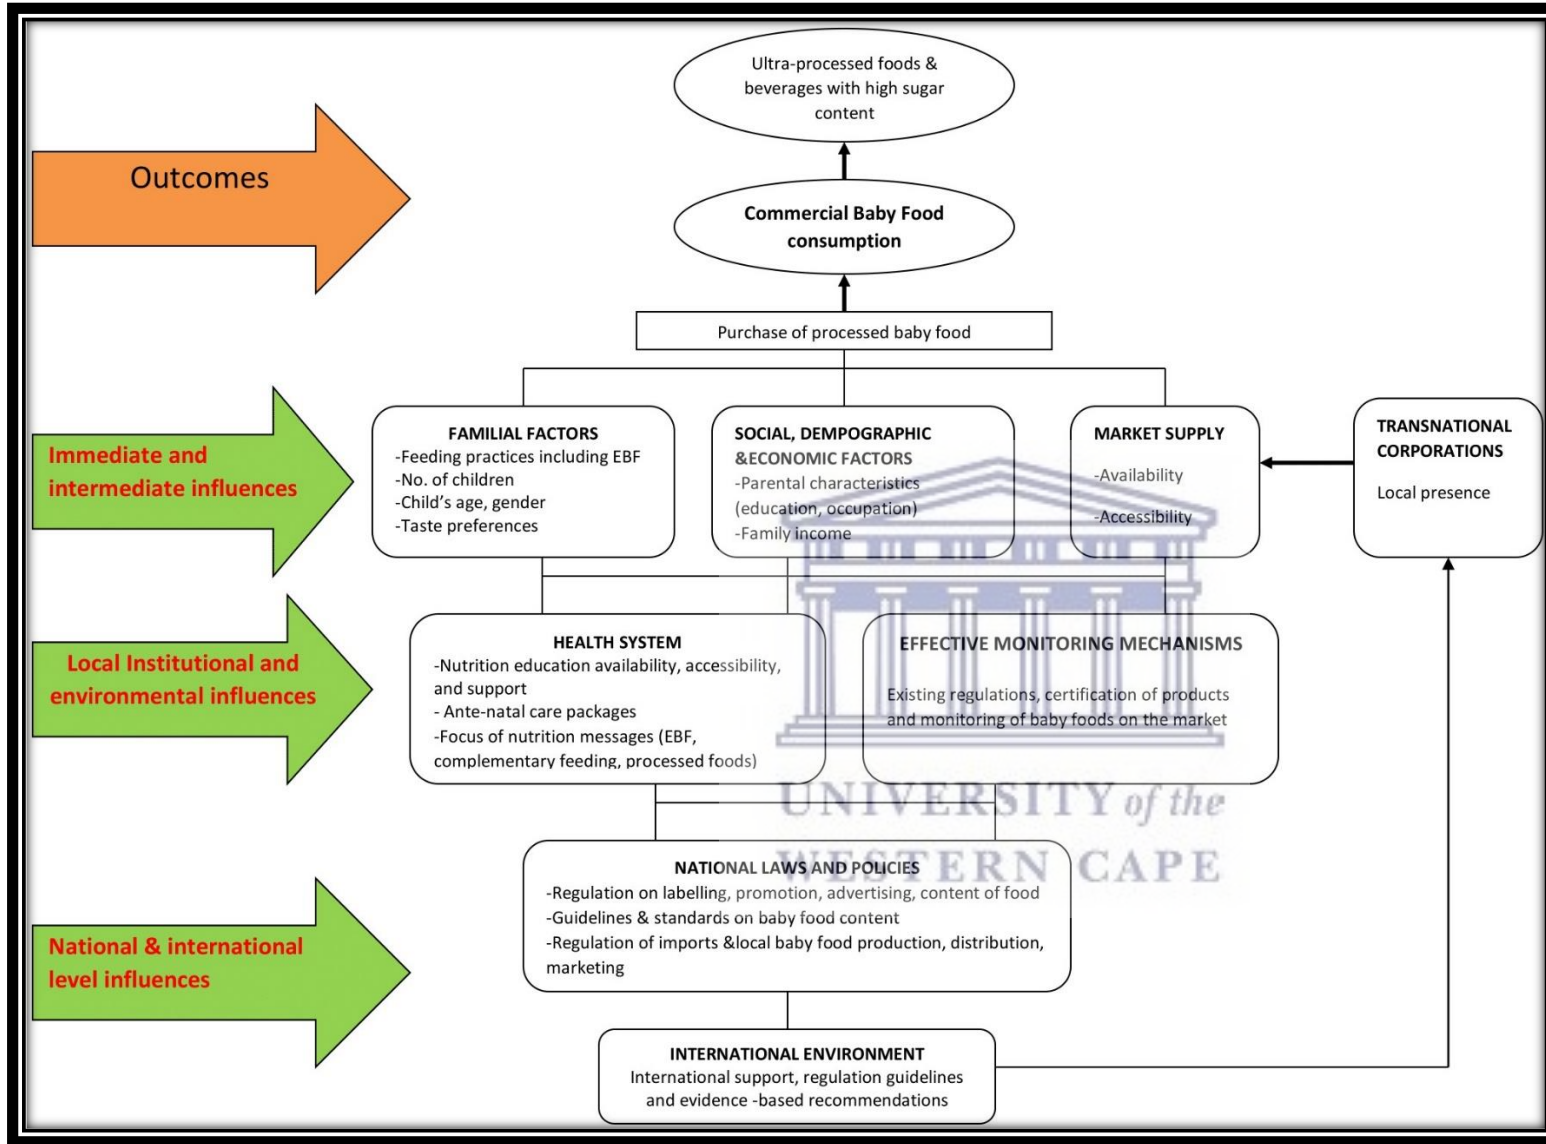 Ultra-processed foods &
beverages with high sugar
content
Outcomes
Commercial Baby Food
consumption
Purchase of processed baby food
Immediate and
intermediate influences
FAMILIAL FACTORS
-Feeding practices including EBF
-No. of children
-Child's age, gender
-Taste preferences
SOCIAL, DEMPOGRAPHIC
&ECONOMIC FACTORS
-Parental characteristics
(education, occupation)
-Family income
MARKET SUPPLY
-Availability
-Accessibility
TRANSNATIONAL
CORPORATIONS
Local presence
Local Institutional and
environmental influences
HEALTH SYSTEM
-Nutrition education availability, accessibility,
and support
- Ante-natal care packages
-Focus of nutrition messages (EBF,
complementary feeding, processed foods)
EFFECTIVE MONITORING MECHANISMS
Existing regulations, certification of products
and monitoring of baby foods on the market
UNIVERSITY of the
WESTERN CAPE
National & international
level influences
NATIONAL LAWS AND POLICIES
-Regulation on labelling, promotion, advertising, content of food
-Guidelines & standards on baby food content
-Regulation of imports &local baby food production, distribution,
marketing
INTERNATIONAL ENVIRONMENT
International support, regulation guidelines
and evidence -based recommendations